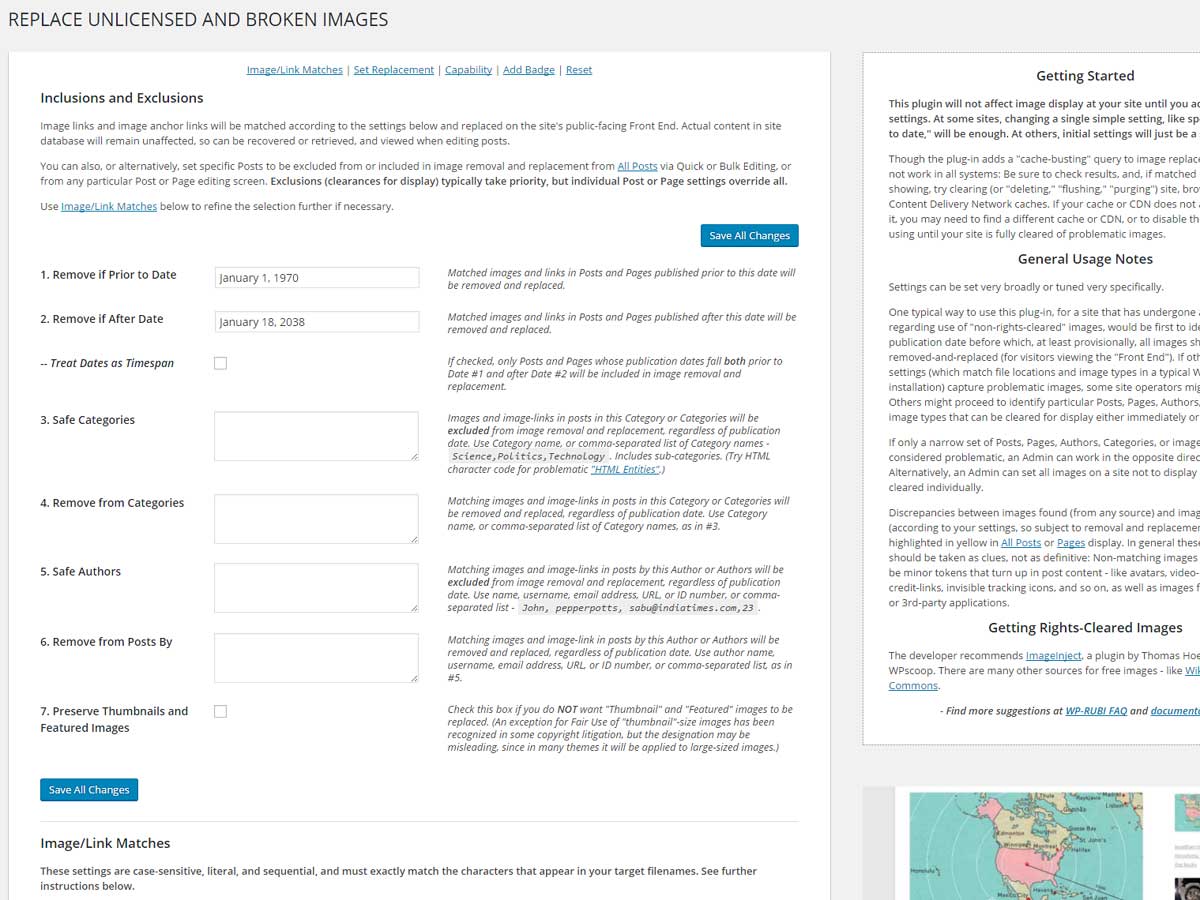 REPLACE UNLICENSED AND BROKEN IMAGES
Image/Link Matches | Set Replacement | Capability | Add Badge | Reset
Inclusions and Exclusions
Image links and image anchor links will be matched according to the settings below and replaced on the site's public-facing Front End. Actual content in site
database will remain unaffected, so can be recovered or retrieved, and viewed when editing posts.
You can also, or alternatively, set specific Posts to be excluded from or included in image removal and replacement from All Posts via Quick or Bulk Editing, or
from any particular Post or Page editing screen. Exclusions (clearances for display) typically take priority, but individual Post or Page settings override all.
Use Image/Link Matches below to refine the selection further if necessary.
Save All Changes
1. Remove if Prior to Date
January 1, 1970
Matched images and links in Posts and Pages published prior to this date will
be removed and replaced.
2. Remove if After Date
January 18, 2038
Matched images and links in Posts and Pages published after this date will be
removed and replaced.
-- Treat Dates as Timespan
If checked, only Posts and Pages whose publication dates fall both prior to
Date #1 and after Date #2 will be included in image removal and
replacement.
3. Safe Categories
Images and image-links in posts in this Category or Categories will be
excluded from image removal and replacement, regardless of publication
date. Use Category name, or comma-separated list of Category names -
Science,Politics,Technology . Includes sub-categories. (Try HTML
character code for problematic "HTML Entities".)
4. Remove from Categories
Matching images and image-links in posts in this Category or Categories will
be removed and replaced, regardless of publication date. Use Category
name, or comma-separated list of Category names, as in #3.
5. Safe Authors
Matching images and image-links in posts by this Author or Authors will be
excluded from image removal and replacement, regardless of publication
date. Use name, username, email address, URL, or ID number, or comma-
separated list - John, pepperpotts, sabu@indiatimes.com,23 .
6. Remove from Posts By
Matching images and image-link in posts by this Author or Authors will be
removed and replaced, regardless of publication date. Use author name,
username, email address, URL, or ID number, or comma-separated list, as in
#5.
7. Preserve Thumbnails and
Featured Images
Check this box if you do NOT want "Thumbnail" and "Featured" images to be
replaced. (An exception for Fair Use of "thumbnail"-size images has been
recognized in some copyright litigation, but the designation may be
misleading, since in many themes it will be applied to large-sized images.)
Save All Changes
Image/Link Matches
These settings are case-sensitive, literal, and sequential, and must exactly match the characters that appear in your target filenames. See further
instructions below.
Getting Started
This plugin will not affect image display at your site until you
settings. At some sites, changing a single simple setting, like
to date," will be enough. At others, initial settings will just be a
Though the plug-in adds a "cache-busting" query to image
not work in all systems: Be sure to check results, and, if matched
showing, try clearing (or "deleting," "flushing," "purging") site,
Content Delivery Network caches. If your cache or CDN does not
it, you may need to find a different cache or CDN, or to disable
using until your site is fully cleared of problematic images.
General Usage Notes
Settings can be set very broadly or tuned very specifically.
One typical way to use this plug-in, for a site that has undergone
regarding use of "non-rights-cleared" images, would be first to
publication date before which, at least provisionally, all images
removed-and-replaced (for visitors viewing the "Front End"). If
settings (which match file locations and image types in a typical
installation) capture problematic images, some site operators
Others might proceed to identify particular Posts, Pages, Authors,
image types that can be cleared for display either immediately or
If only a narrow set of Posts, Pages, Authors, Categories, or
considered problematic, an Admin can work in the opposite
Alternatively, an Admin can set all images on a site not to display
cleared individually.
Discrepancies between images found (from any source) and
(according to your settings, so subject to removal and
highlighted in yellow in All Posts or Pages display. In general
should be taken as clues, not as definitive: Non-matching images
be minor tokens that turn up in post content - like avatars, video-
credit-links, invisible tracking icons, and so on, as well as images
or 3rd-party applications.
Getting Rights-Cleared Images
The developer recommends ImageInject, a plugin by Thomas
WPscoop. There are many other sources for free images - like
Commons.
- Find more suggestions at WP-RUBI FAQ and
Thule
Reykjavik
Madrid
Godhaab
Lisbon
Edmonton
Churchill
Goose Bay
St. John's
Winnipeg
Montreal
Halifax
Honolulu
Havana
Mexico City
San Juan